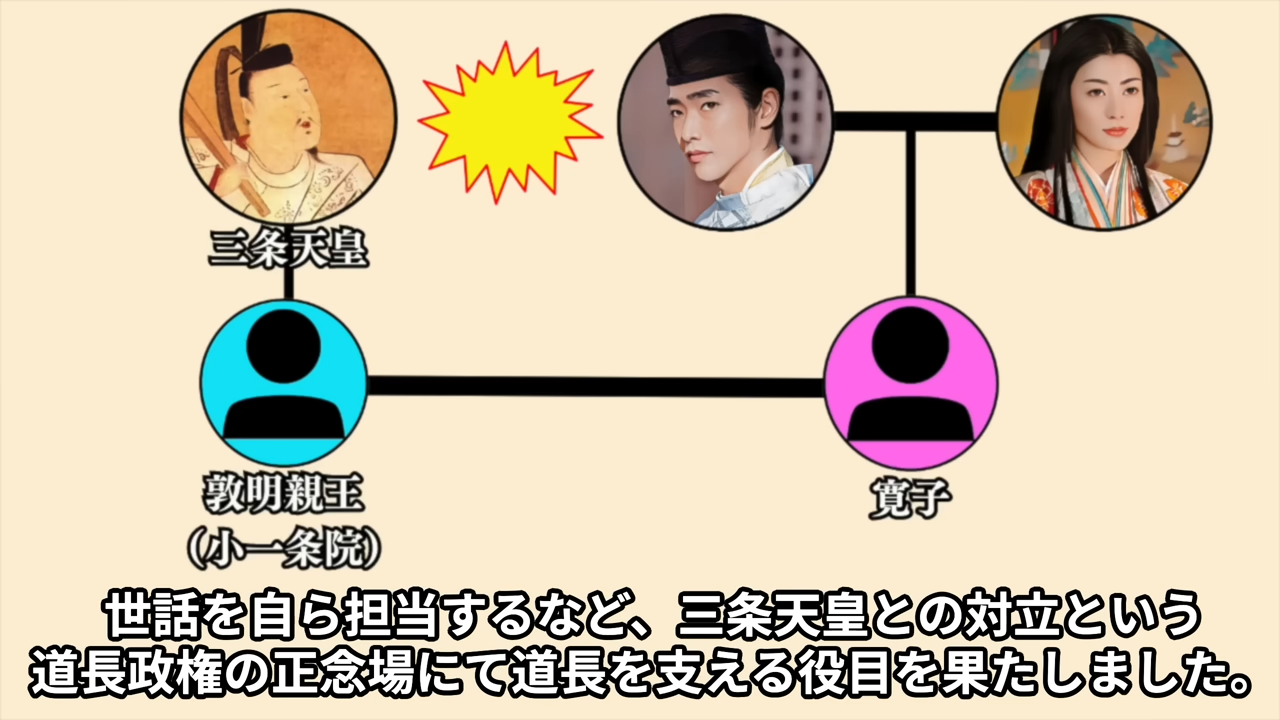 三条天皇
敦明親王
(小一条院)
寛子
世話を自ら担当するなど、三条天皇との対立という
道長政権の正念場にて道長を支える役目を果たしました。